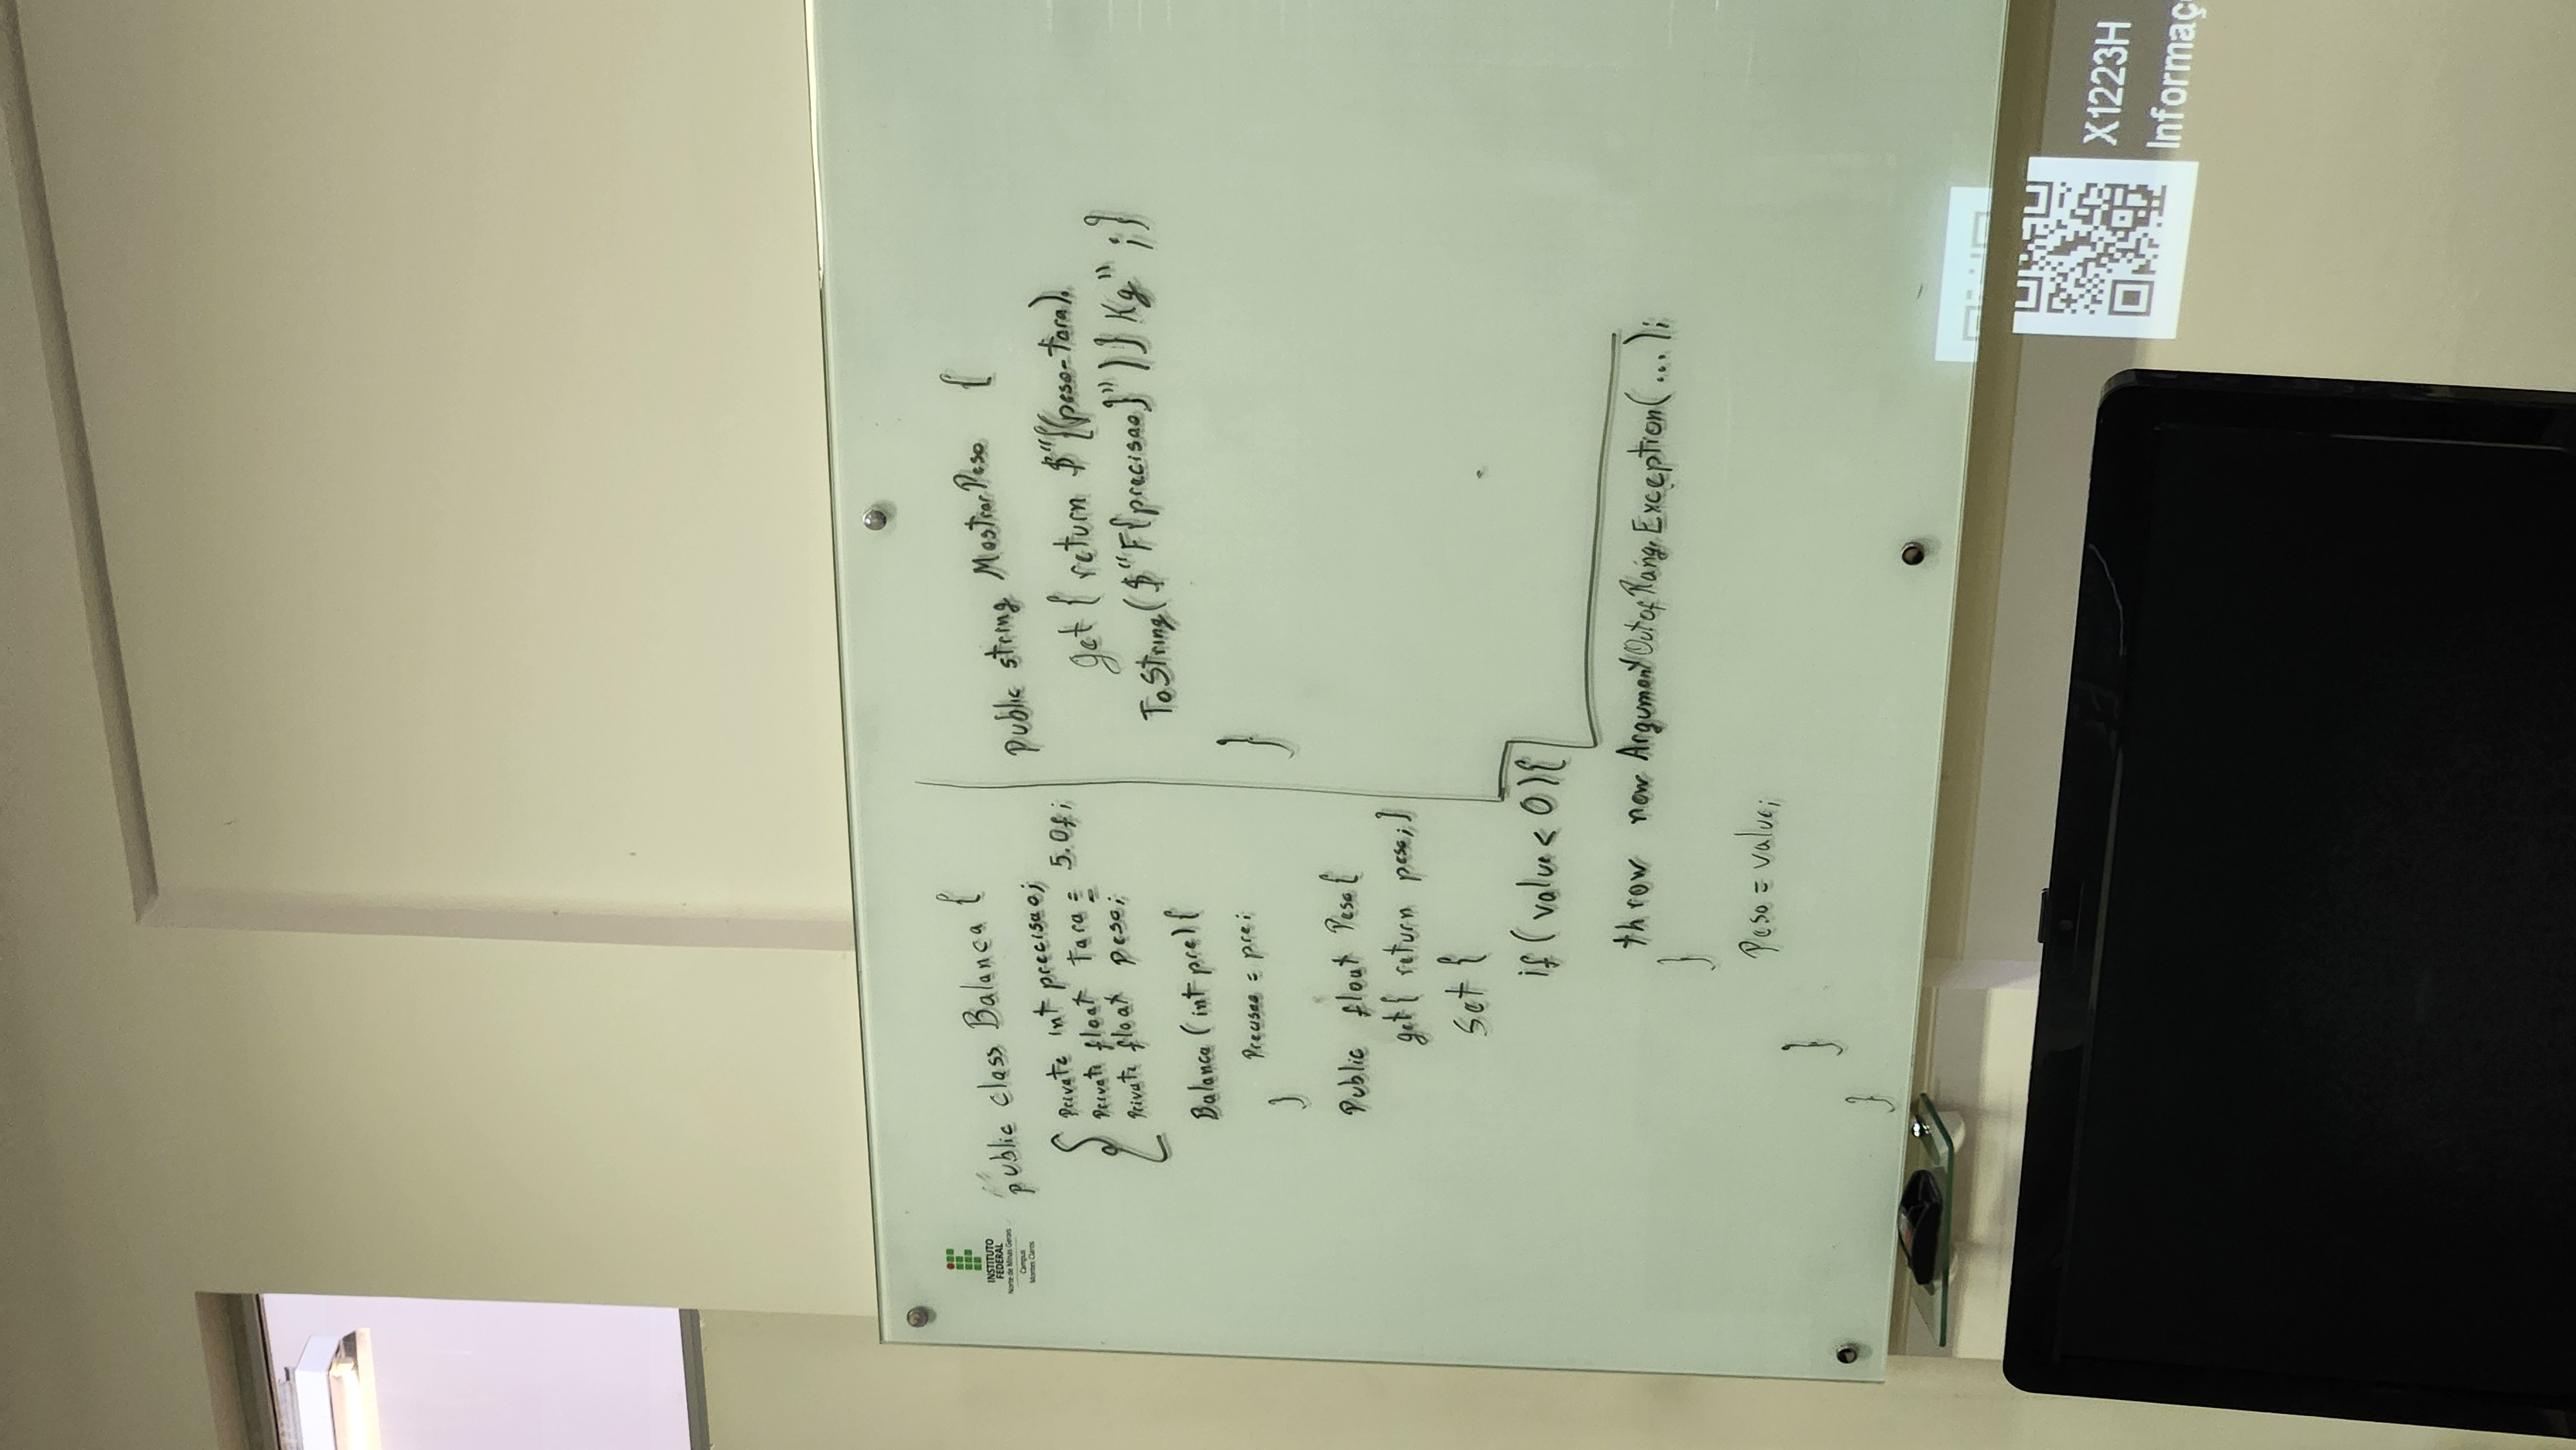 INSTITUTO
FEDERAL
Norte de Minas Gerais
Campus
Montes Claros
public class Balanca {
Private int precisao;
Private float tara = 5.0f;
Private float peso;
Balanca (int pre) {
Precisao = pre;
}
Public float Peso {
get { return peso; }
Set {
if ( value < 0 ) {
throw new ArgumentOutofRange Exception (...);
}
Peso = value;
}
}
Public string MostrarPeso {
get { return $"{(peso-tara).
ToString ($"F{precisao}")} Kg" ; }
}
X1223H